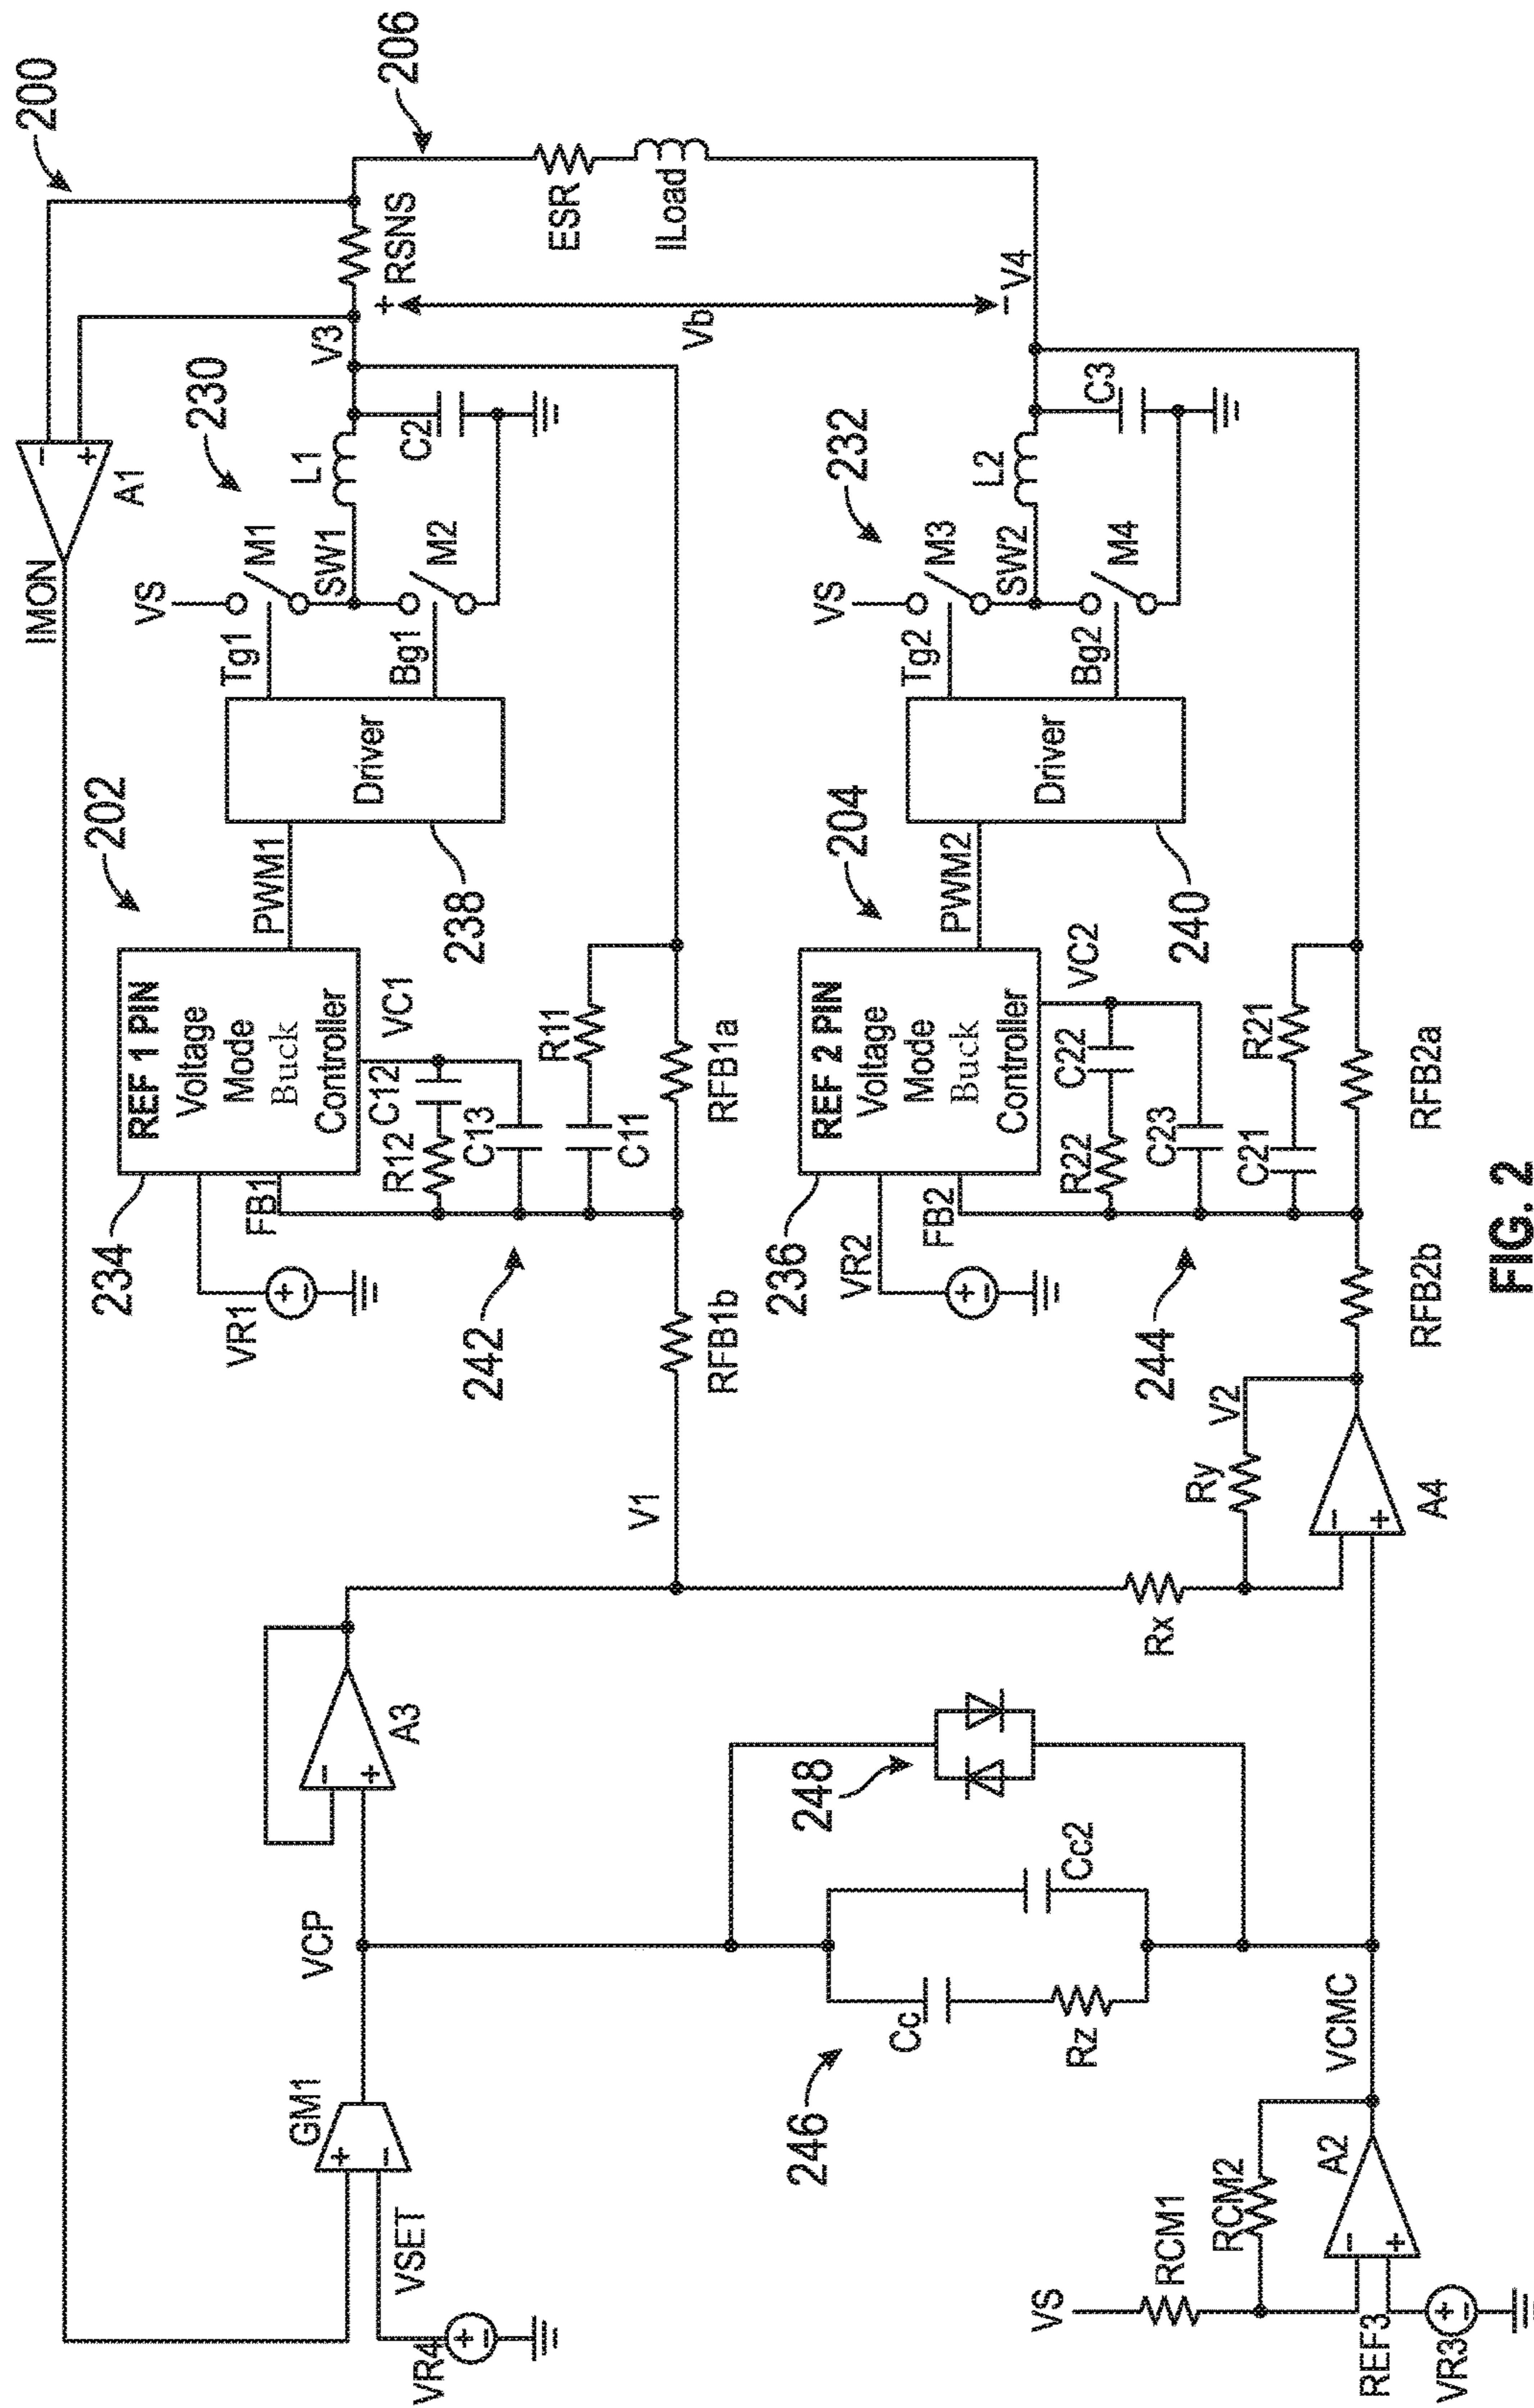 200
206
IMON
A1
V3
RSNS
ESR
ILoad
+
Vb
−
V4
230
VS
M1
Tg1
SW1
L1
C2
M2
Bg1
202
Driver
238
PWM1
REF 1 PIN
Voltage
Mode
Buck
Controller
234
VR1
FB1
VC1
C12
R12
C13
R11
C11
RFB1a
RFB1b
242
V1
232
VS
M3
Tg2
SW2
L2
C3
M4
Bg2
204
Driver
240
PWM2
REF 2 PIN
Voltage
Mode
Buck
Controller
236
VR2
FB2
VC2
C22
R22
C23
R21
C21
RFB2a
RFB2b
244
V2
Ry
A4
Rx
A3
248
VCP
Cc2
Cc
Rz
246
VCMC
GM1
VSET
VR4
A2
RCM2
RCM1
VS
REF3
VR3
FIG. 2